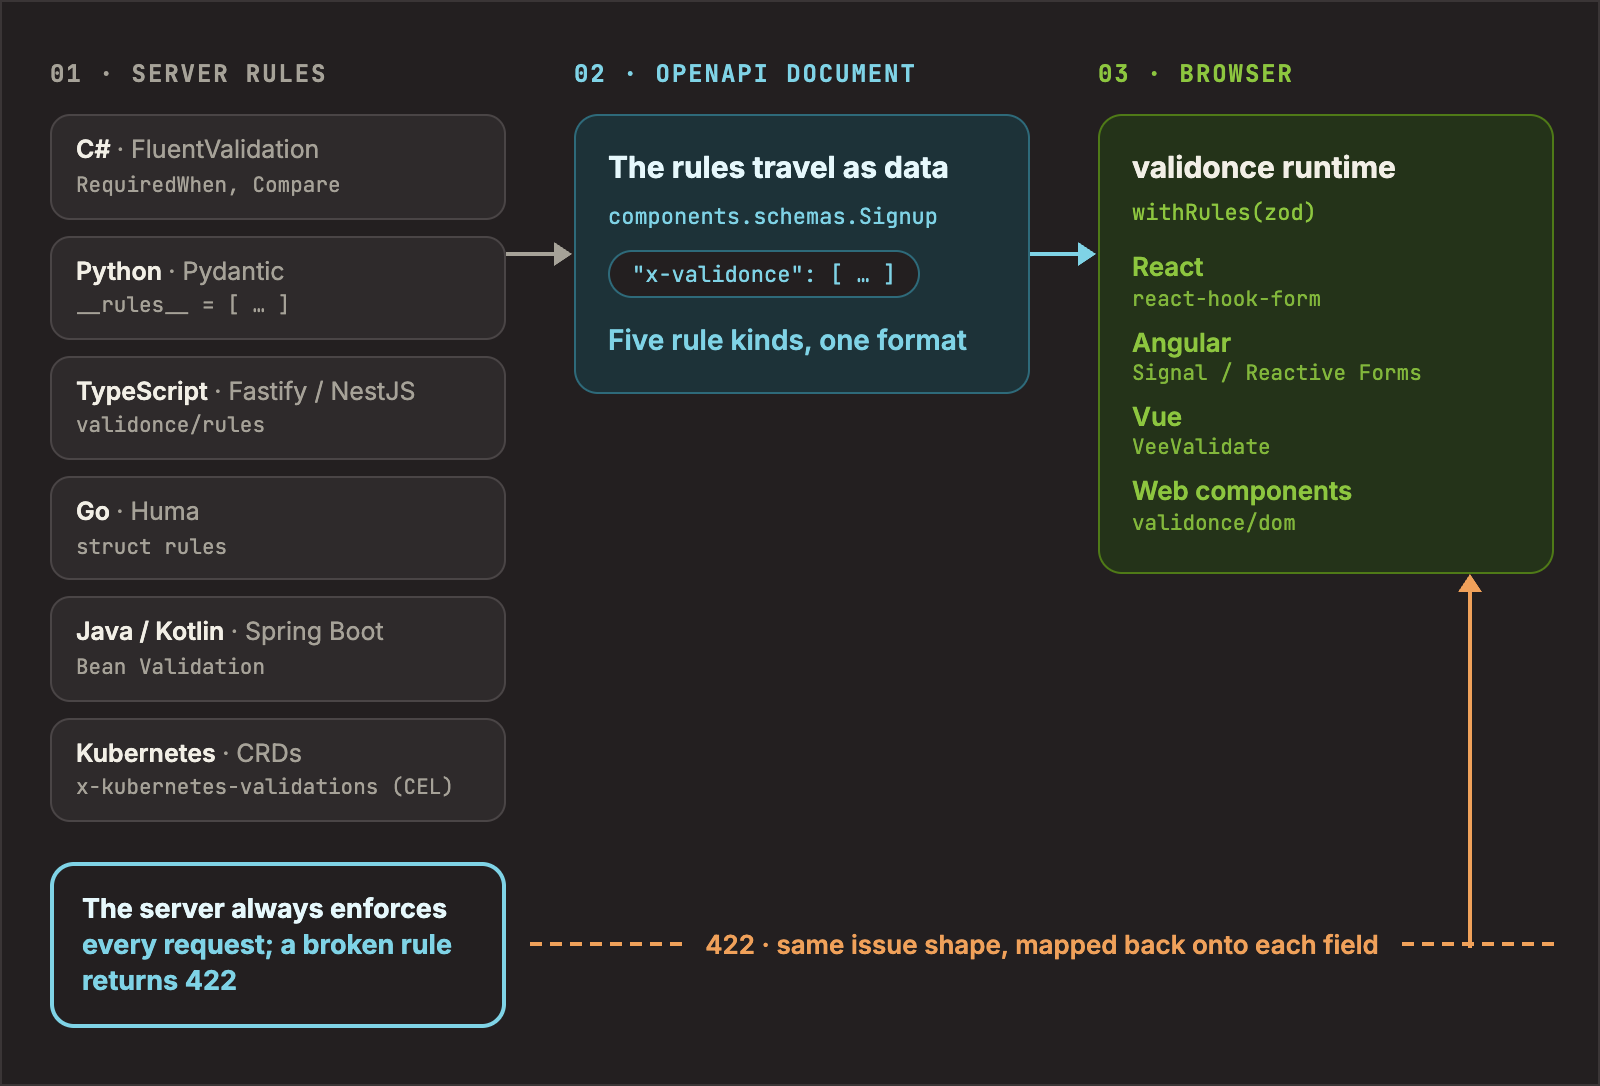 01 · SERVER RULES
C# · FluentValidation
RequiredWhen, Compare
Python · Pydantic
__rules__ = [ … ]
TypeScript · Fastify / NestJS
validonce/rules
Go · Huma
struct rules
Java / Kotlin · Spring Boot
Bean Validation
Kubernetes · CRDs
x-kubernetes-validations (CEL)
The server always enforces
every request; a broken rule
returns 422
02 · OPENAPI DOCUMENT
The rules travel as data
components.schemas.Signup
"x-validonce": [ … ]
Five rule kinds, one format
03 · BROWSER
validonce runtime
withRules(zod)
React
react-hook-form
Angular
Signal / Reactive Forms
Vue
VeeValidate
Web components
validonce/dom
422 · same issue shape, mapped back onto each field